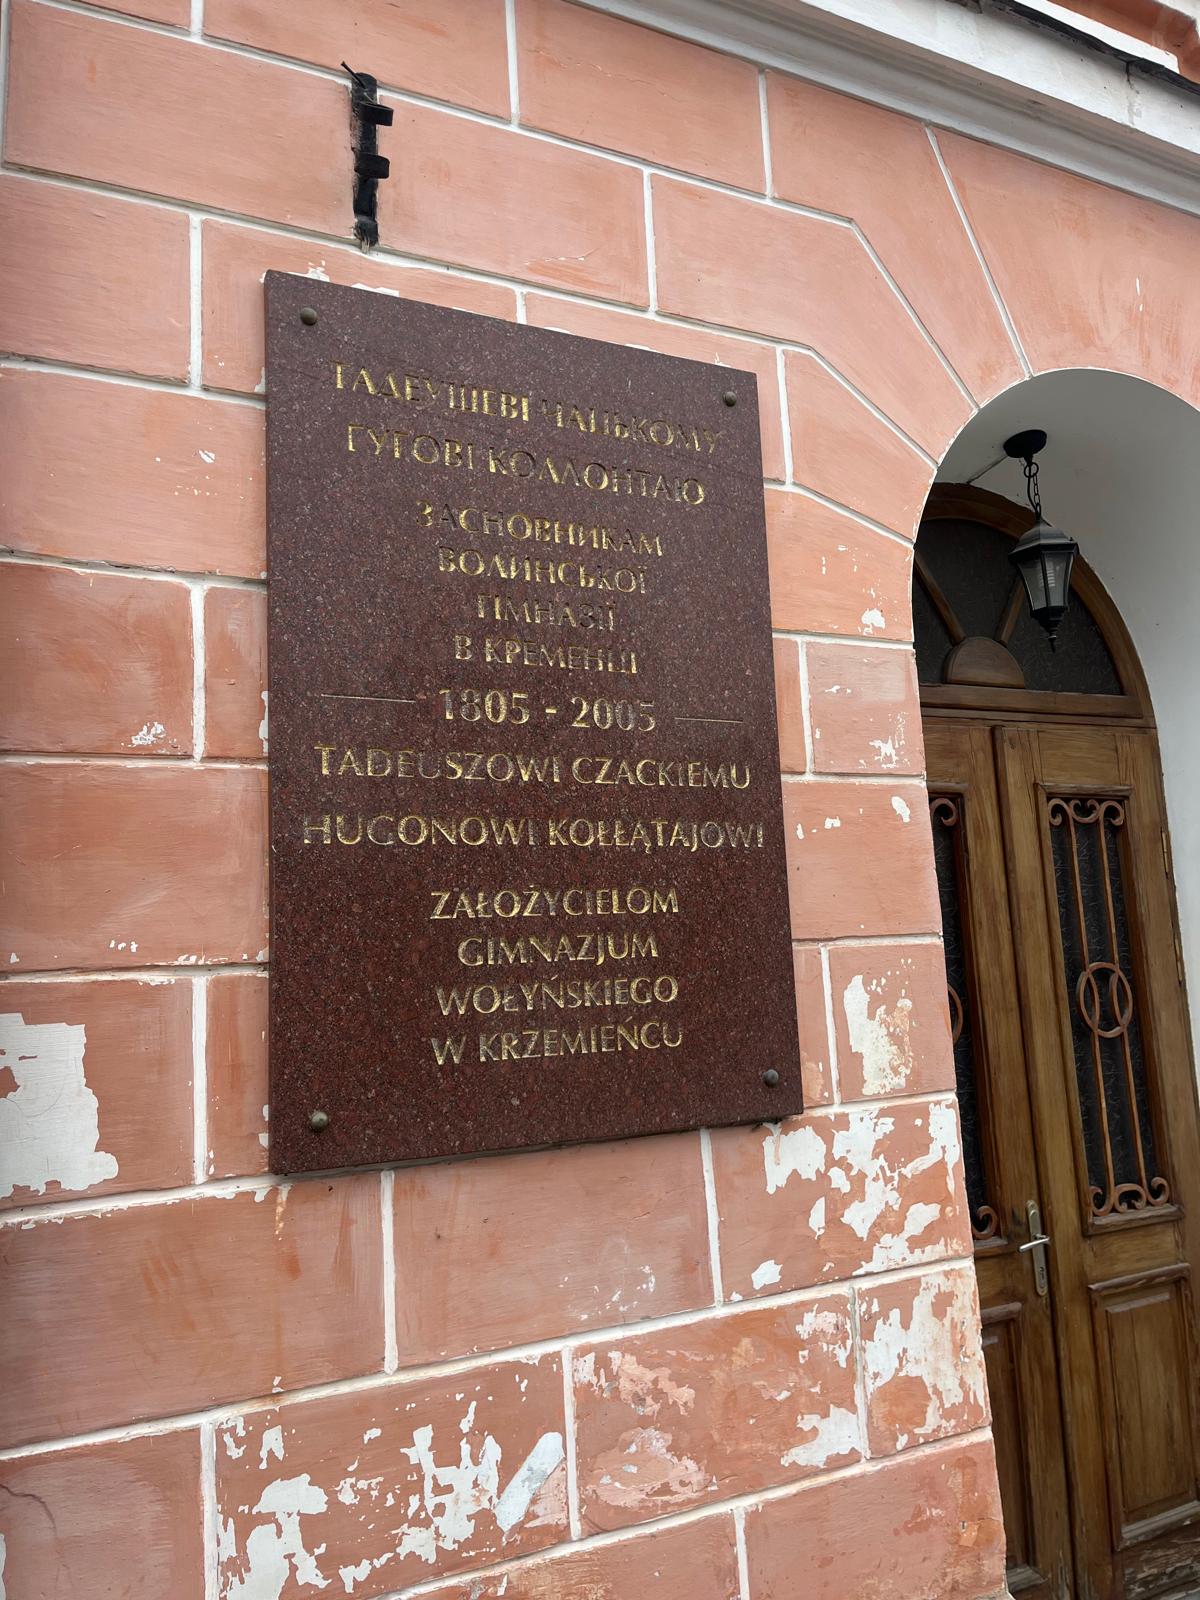 ТАДЕУШЕВІ ЧАЦЬКОМУ
ГУГОВІ КОЛЛОНТАЮ
ЗАСНОВНИКАМ
ВОЛИНСЬКОЇ
ГІМНАЗІЇ
В КРЕМЕНЦІ
1805 - 2005
TADEUSZOWI CZACKIEMU
HUGONOWI KOŁŁĄTAJOWI
ZAŁOŻYCIELOM
GIMNAZJUM
WOŁYŃSKIEGO
W KRZEMIEŃCU